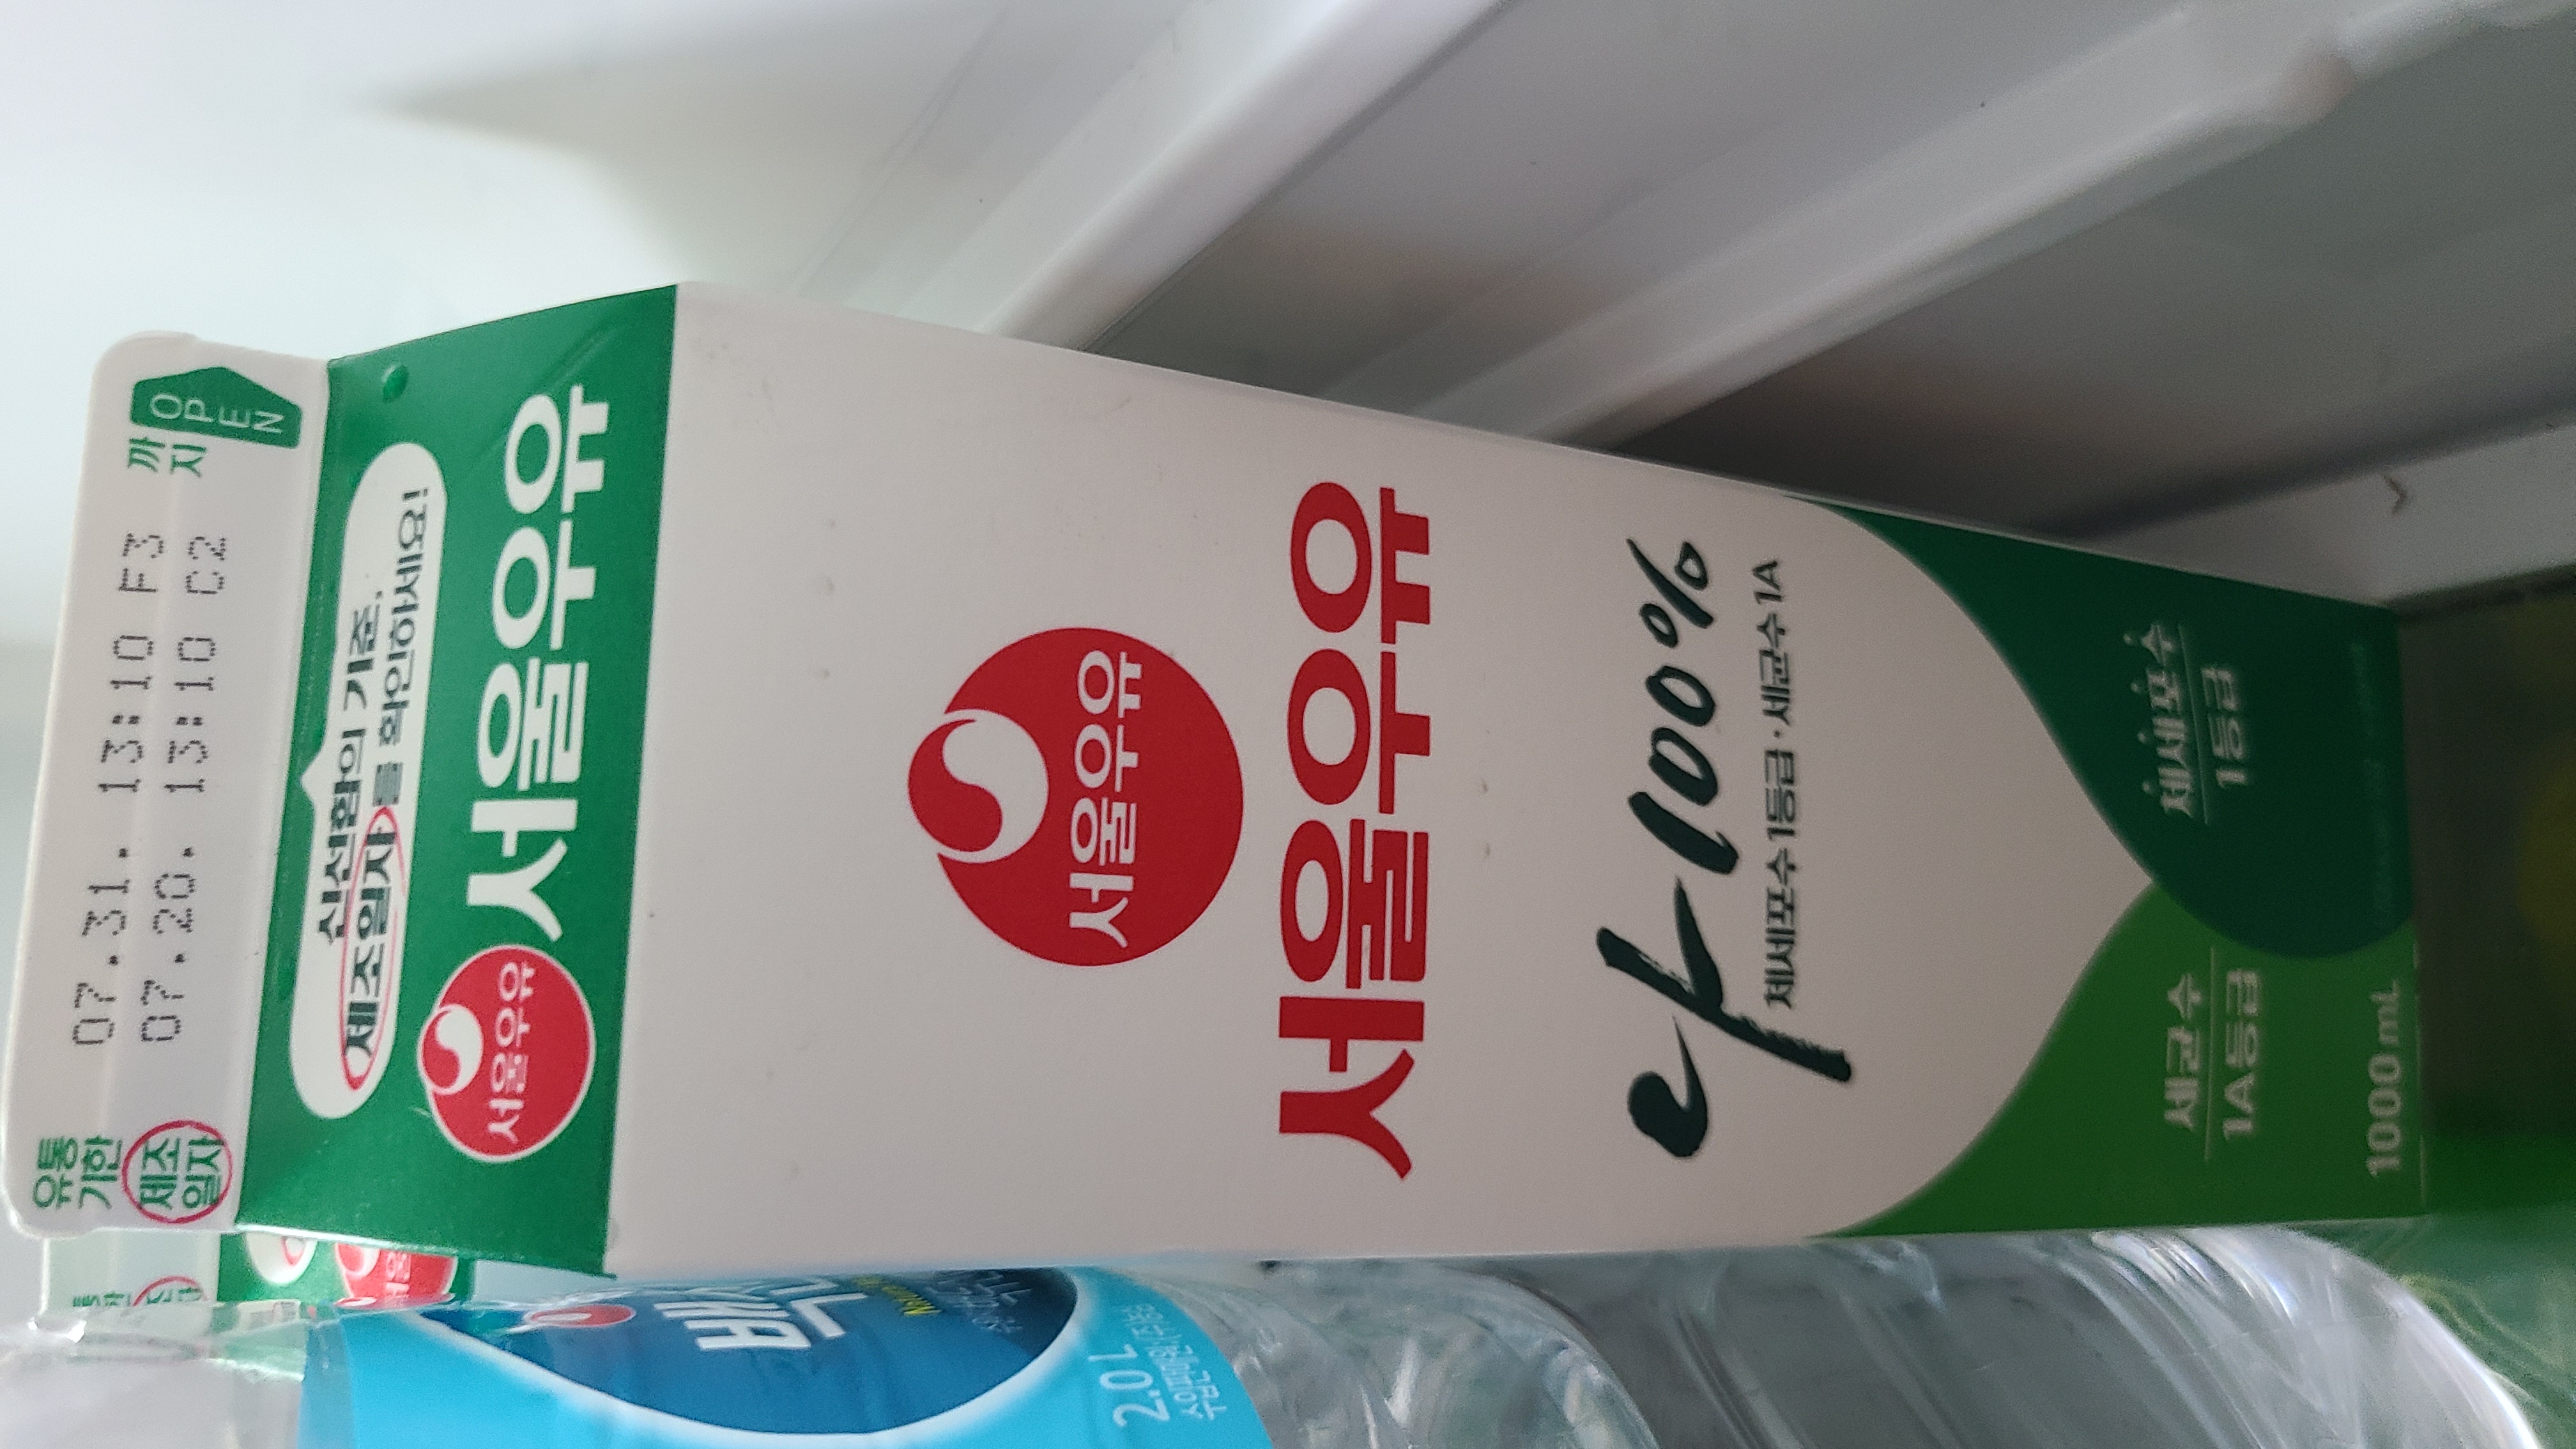 유통
기한
07.31. 13:10 F3
까
지
제조
일자
07.20. 13:10 C2
OPEN
신선함의 기준,
제조일자를 확인하세요!
서울우유
서울우유
서울우유
서울우유
나 100%
체세포수 1등급·세균수 1A
체세포수
1등급
세균수
1A등급
1000 mL
2.0 L